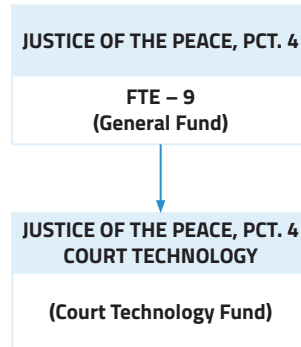 JUSTICE OF THE PEACE, PCT. 4
FTE – 9
(General Fund)
JUSTICE OF THE PEACE, PCT. 4
COURT TECHNOLOGY
(Court Technology Fund)